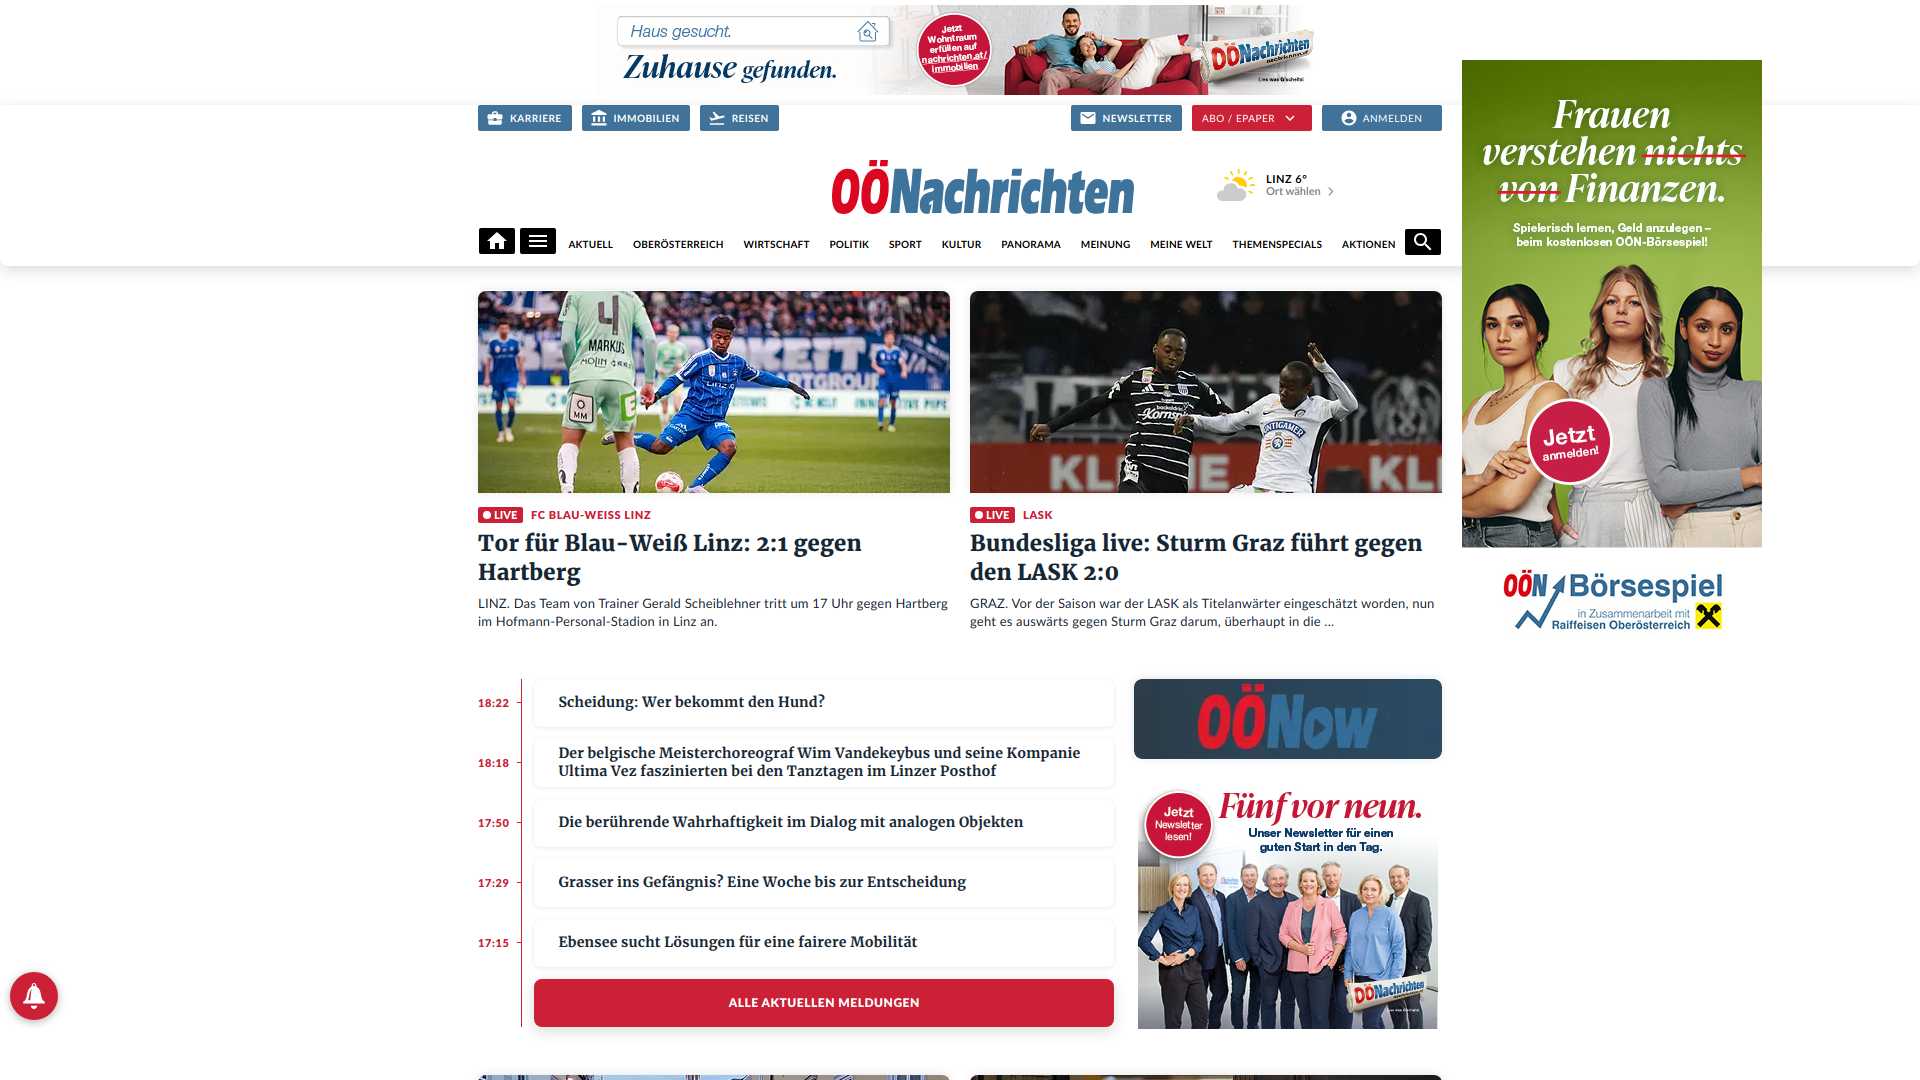 Haus gesucht.
Zuhause gefunden.
Jetzt
Wohntraum
erfüllen auf
nachrichten.at/
immobilien
OÖNachrichten
Lies was G'scheits!
KARRIERE
IMMOBILIEN
REISEN
NEWSLETTER
ABO / EPAPER
ANMELDEN
OÖNachrichten
LINZ 6°
Ort wählen
AKTUELL
OBERÖSTERREICH
WIRTSCHAFT
POLITIK
SPORT
KULTUR
PANORAMA
MEINUNG
MEINE WELT
THEMENSPECIALS
AKTIONEN
Frauen
verstehen nichts
von Finanzen.
Spielerisch lernen, Geld anzulegen –
beim kostenlosen OÖN-Börsespiel!
Jetzt
anmelden!
OÖN Börsespiel
in Zusammenarbeit mit
Raiffeisen Oberösterreich
4
MARKUS
LIVE FC BLAU-WEISS LINZ
Tor für Blau-Weiß Linz: 2:1 gegen
Hartberg
LINZ. Das Team von Trainer Gerald Scheiblehner tritt um 17 Uhr gegen Hartberg
im Hofmann-Personal-Stadion in Linz an.
LIVE LASK
Bundesliga live: Sturm Graz führt gegen
den LASK 2:0
GRAZ. Vor der Saison war der LASK als Titelanwärter eingeschätzt worden, nun
geht es auswärts gegen Sturm Graz darum, überhaupt in die ...
18:22 Scheidung: Wer bekommt den Hund?
18:18 Der belgische Meisterchoreograf Wim Vandekeybus und seine Kompanie
Ultima Vez faszinierten bei den Tanztagen im Linzer Posthof
17:50 Die berührende Wahrhaftigkeit im Dialog mit analogen Objekten
17:29 Grasser ins Gefängnis? Eine Woche bis zur Entscheidung
17:15 Ebensee sucht Lösungen für eine fairere Mobilität
ALLE AKTUELLEN MELDUNGEN
OÖNow
Jetzt
Newsletter
lesen!
Fünf vor neun.
Unser Newsletter für einen
guten Start in den Tag.
OÖNachrichten